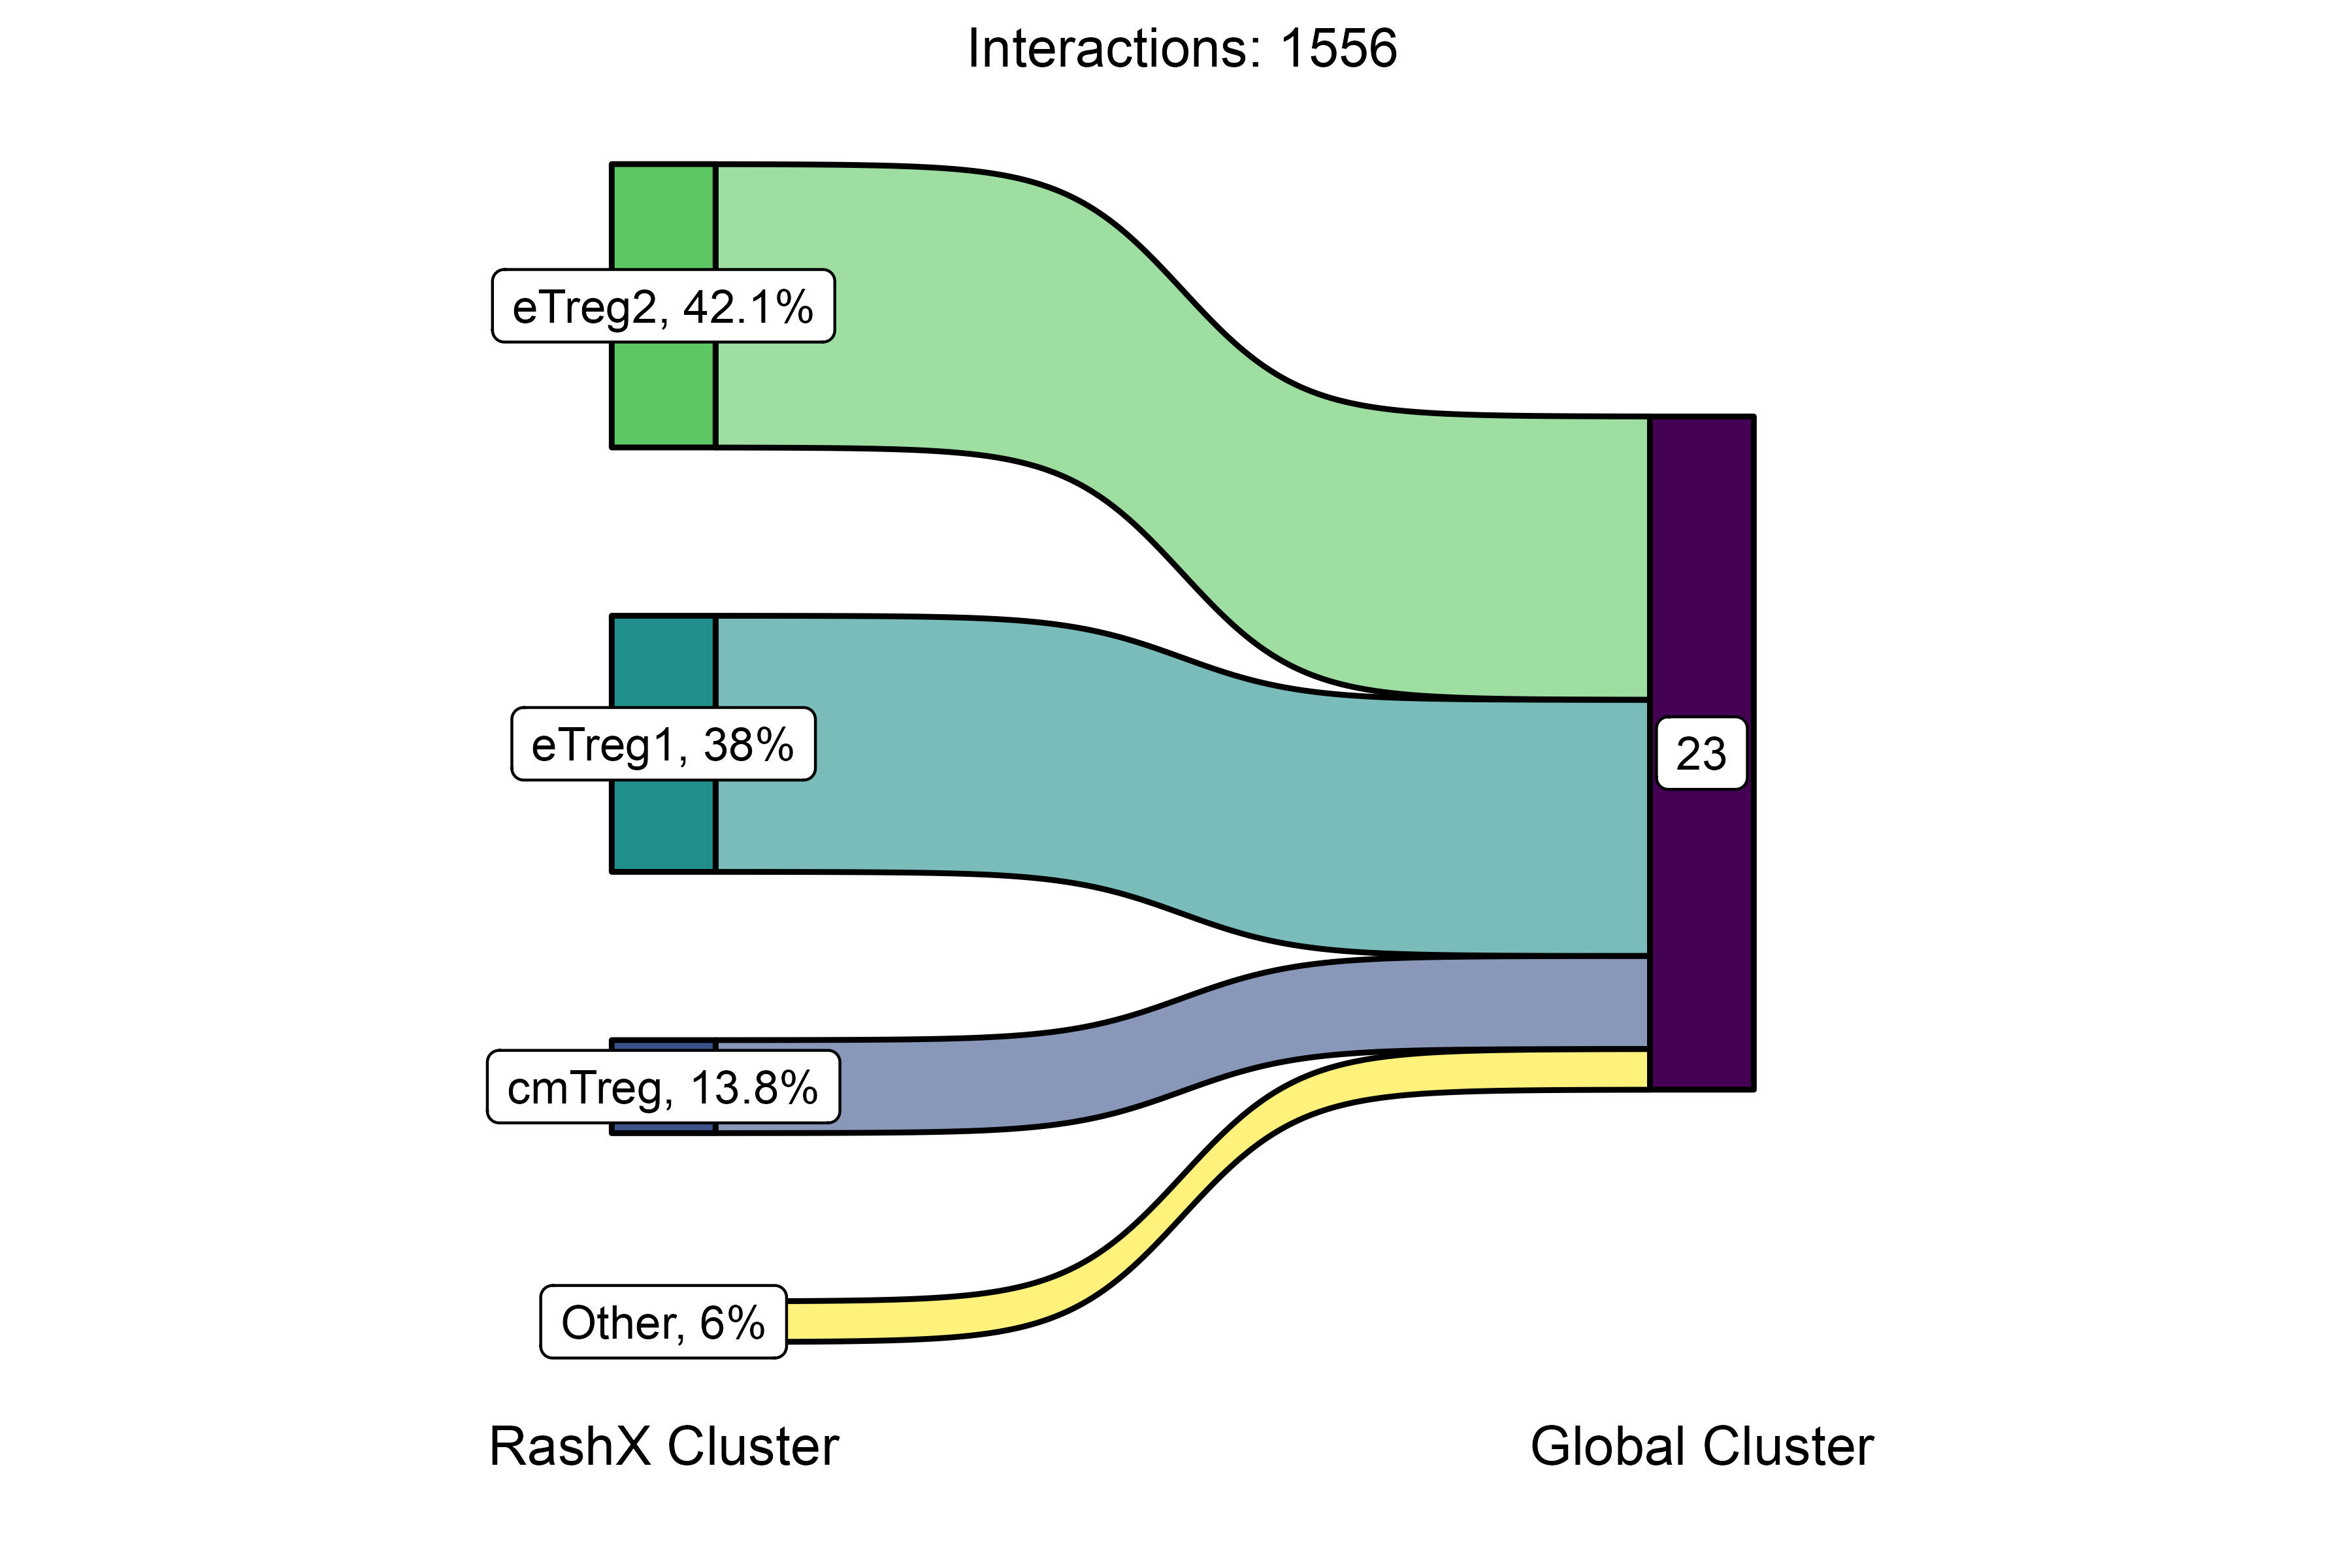 Interactions: 1556
eTreg2, 42.1%
eTreg1, 38%
23
cmTreg, 13.8%
Other, 6%
RashX Cluster
Global Cluster